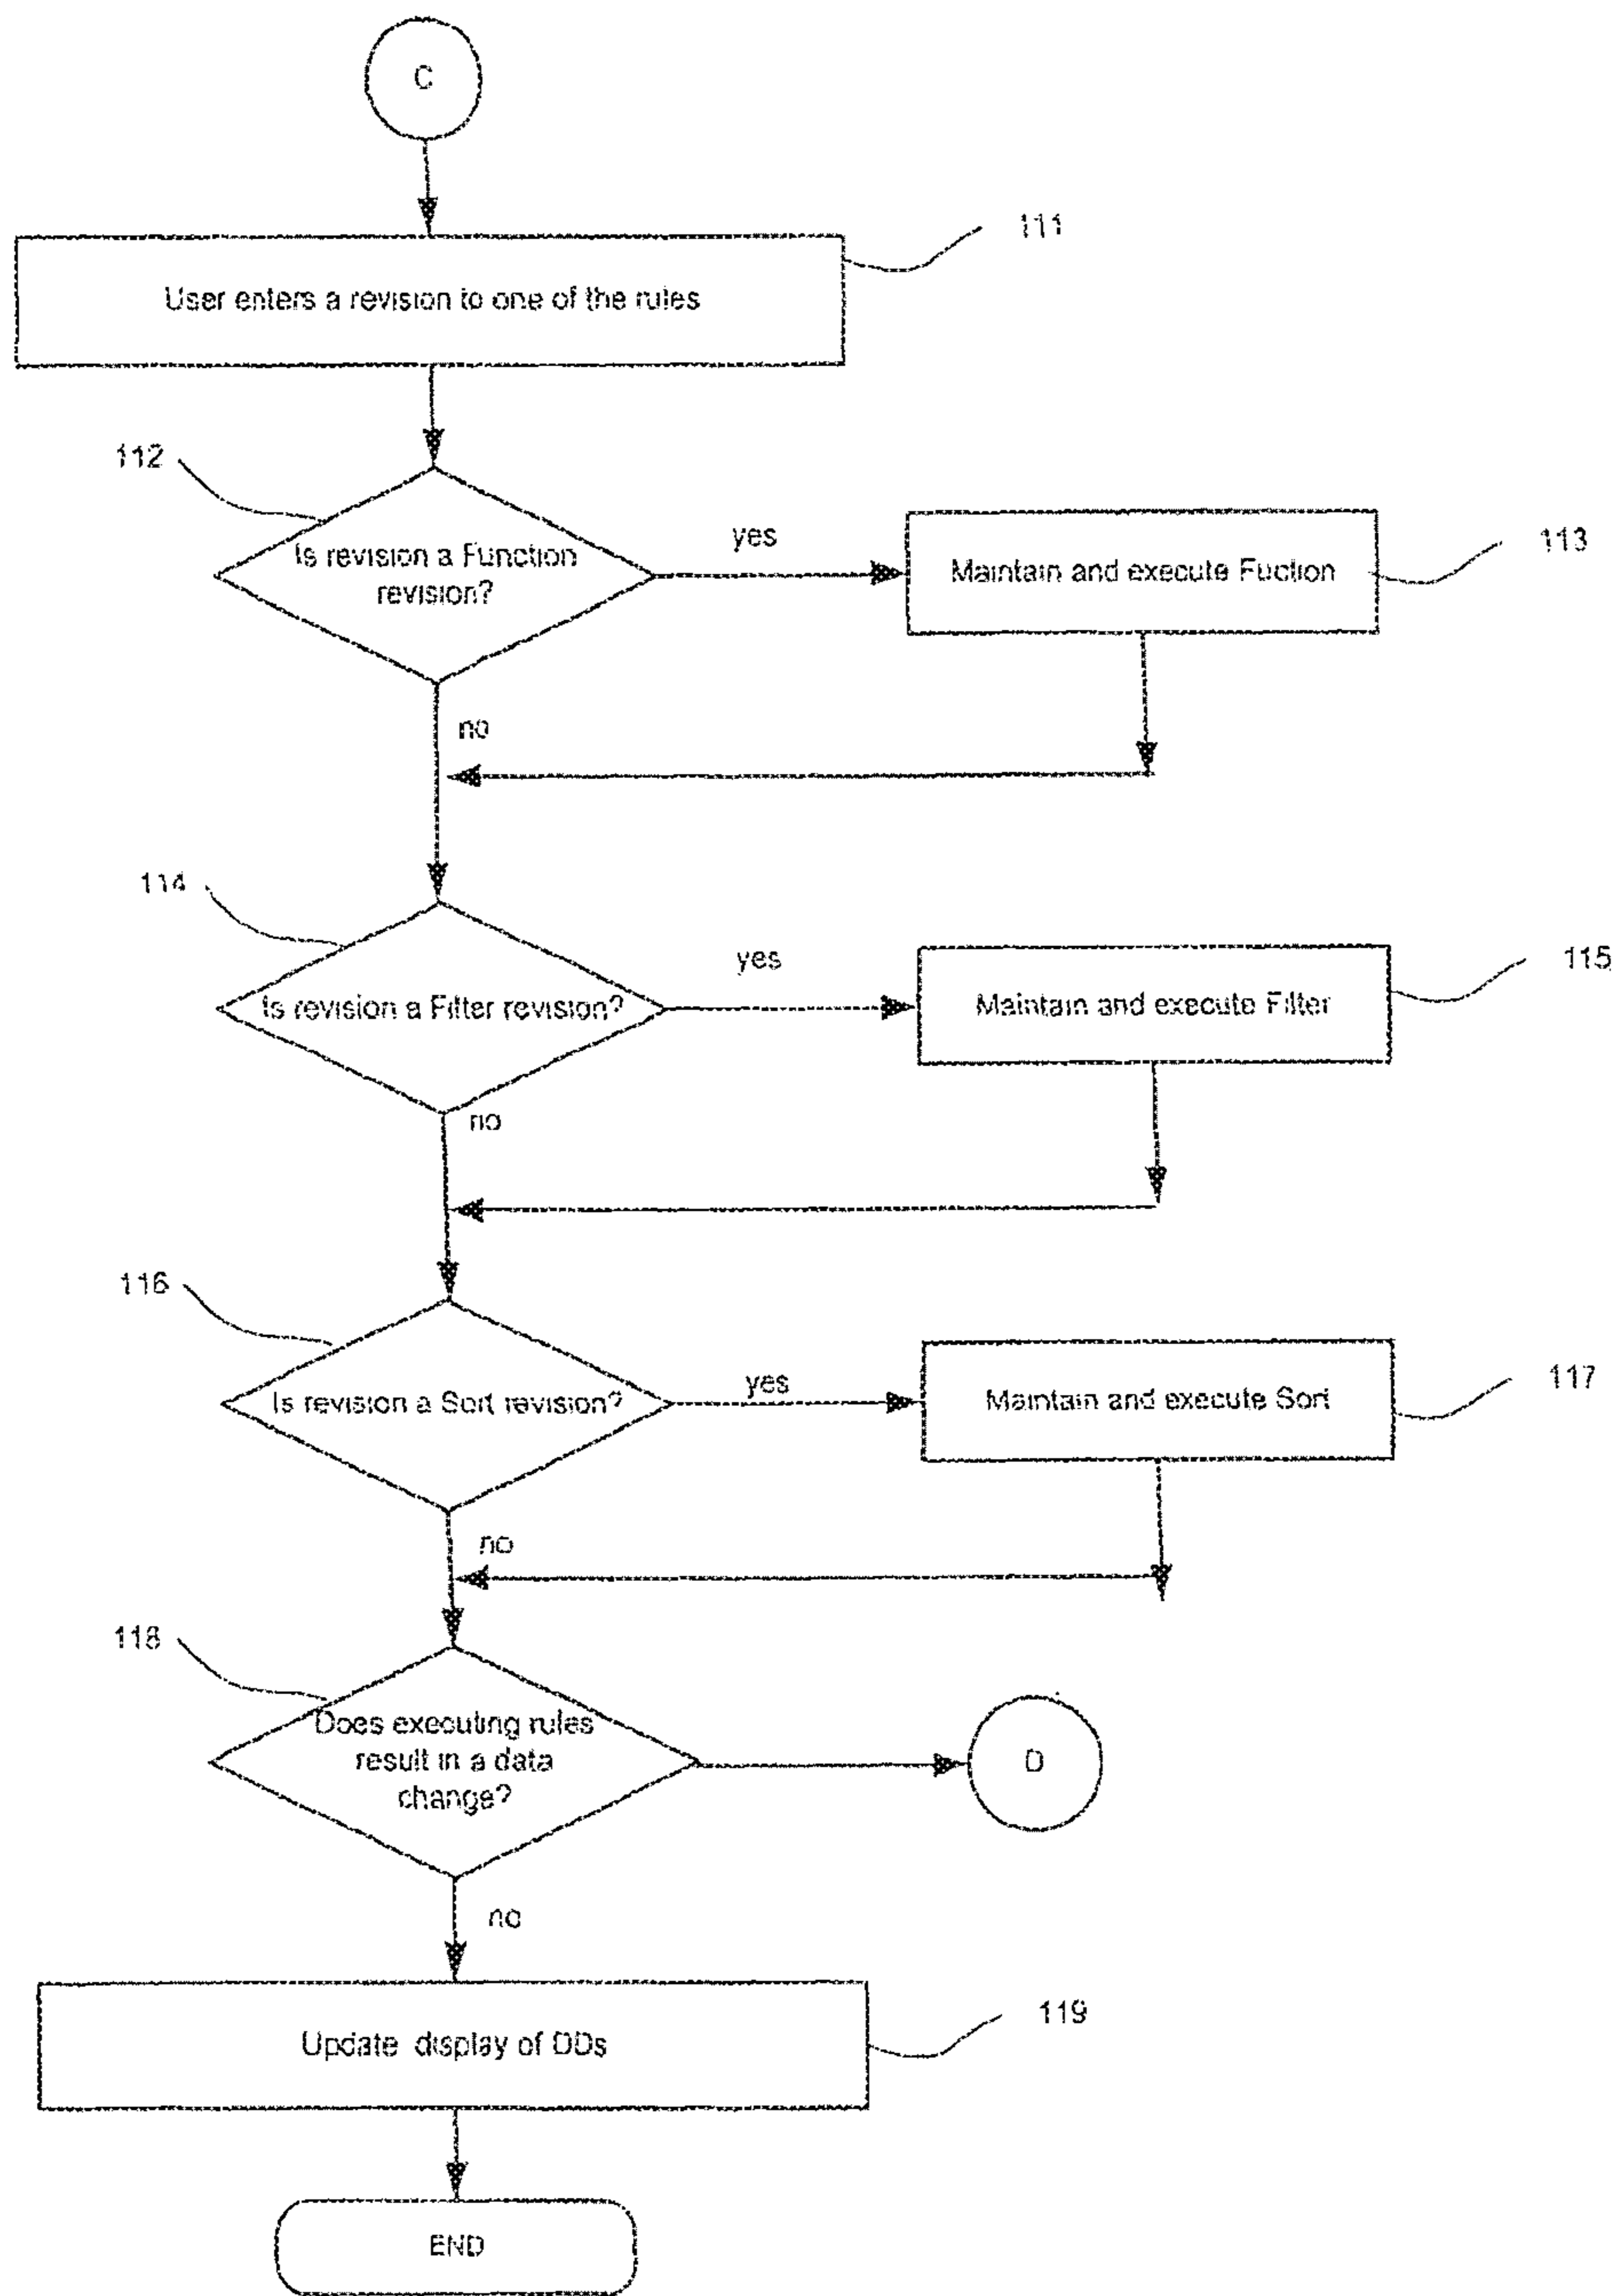 C
111
User enters a revision to one of the rules
112
Is revision a Function
revision?
yes
Maintain and execute Fuction
113
no
114
Is revision a Filter revision?
yes
Maintain and execute Filter
115
no
116
Is revision a Sort revision?
yes
Maintain and execute Sort
117
no
118
Does executing rules
result in a data
change?
D
no
Update display of DDs
119
END